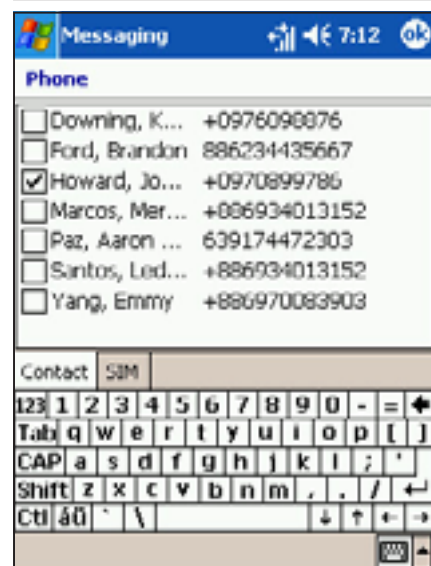 Messaging 7:12 ok
Phone
Downing, K... +0976090876
Ford, Brandon 886234435667
Howard, Jo... +0970899786
Marcos, Mer... +886934013152
Paz, Aaron ... 639174472303
Santos, Led... +886934013152
Yang, Emmy +886970083903
Contact SIM
123 1 2 3 4 5 6 7 8 9 0 - =
Tab q w e r t y u i o p [ ]
CAP a s d f g h j k l ; '
Shift z x c v b n m , . /
Ctl áü ` \